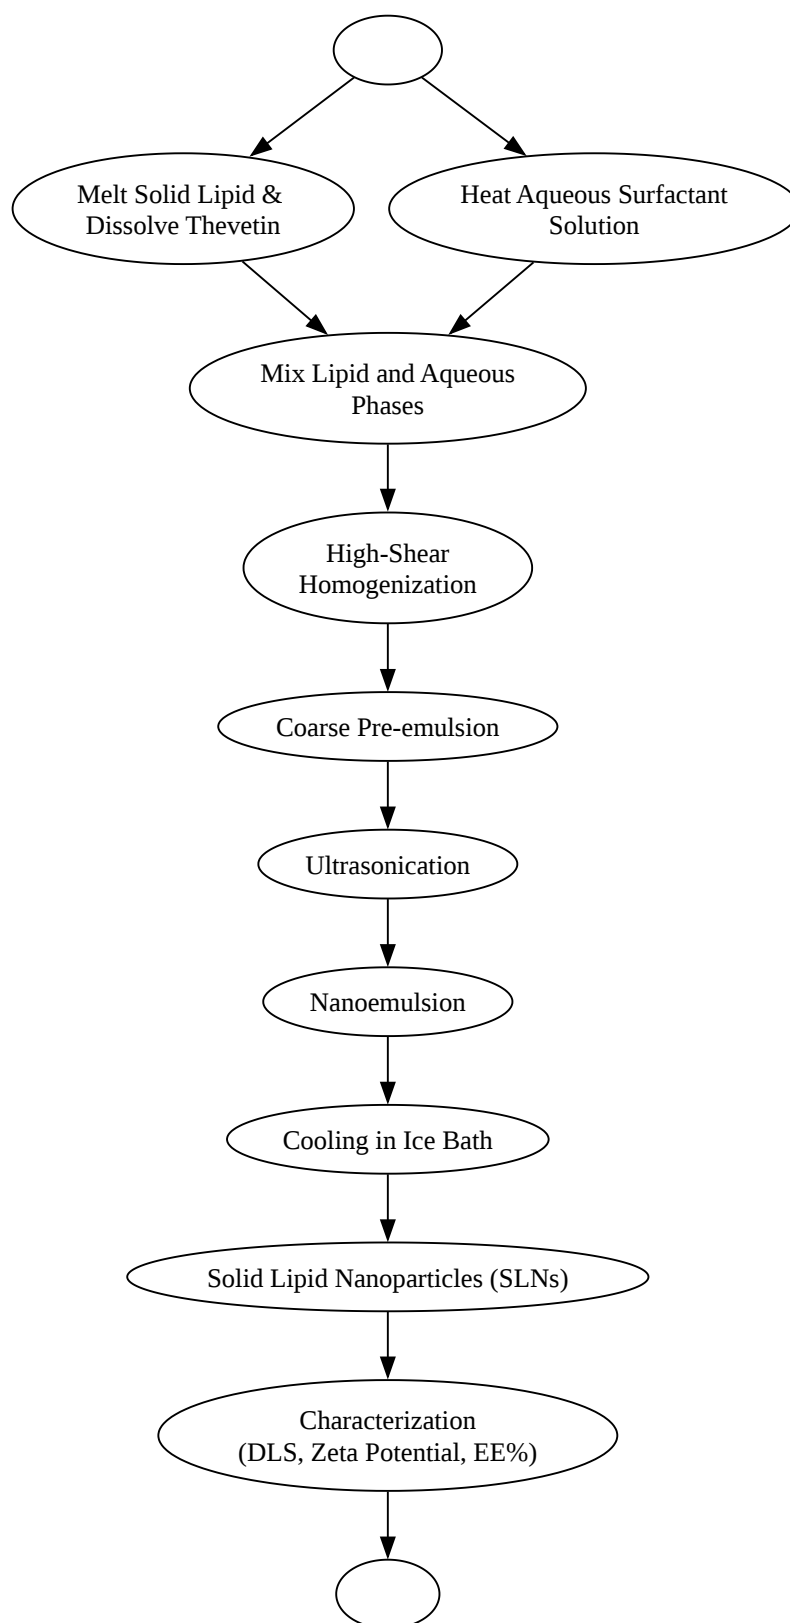 Melt Solid Lipid &
Dissolve Thevetin
Heat Aqueous Surfactant
Solution
Mix Lipid and Aqueous
Phases
High-Shear
Homogenization
Coarse Pre-emulsion
Ultrasonication
Nanoemulsion
Cooling in Ice Bath
Solid Lipid Nanoparticles (SLNs)
Characterization
(DLS, Zeta Potential, EE%)